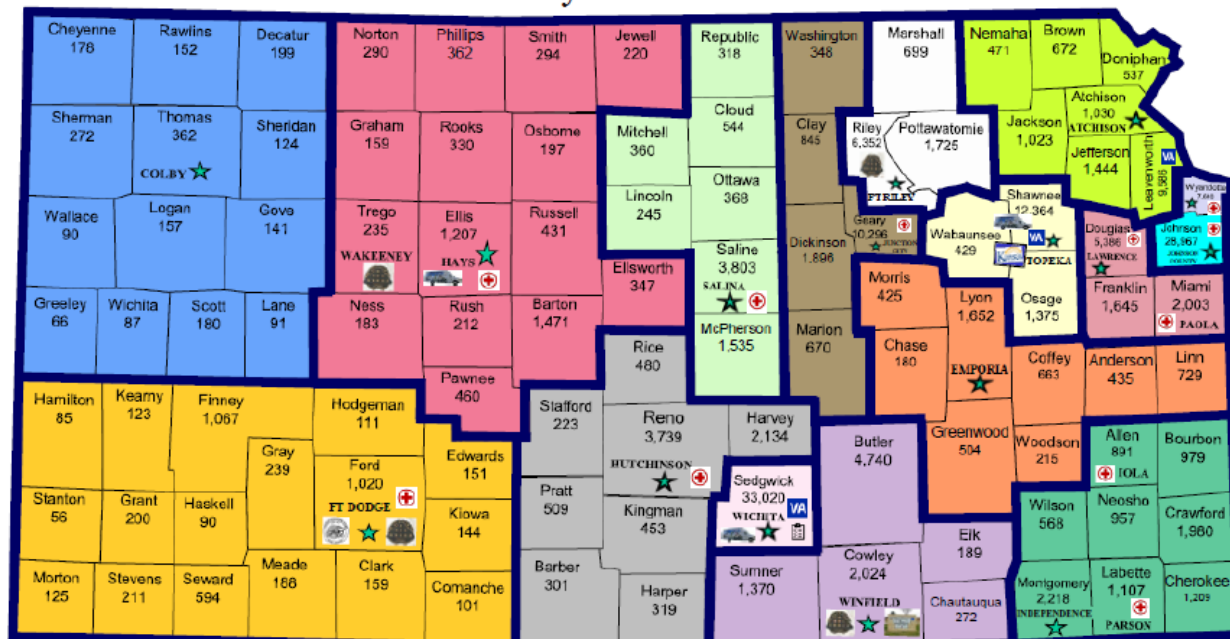 Cheyenne
178
Rawlins
152
Decatur
199
Norton
290
Phillips
362
Smith
294
Jewell
220
Republic
318
Washington
348
Marshall
699
Nemaha
471
Brown
672
Doniphan
537
Sherman
272
Thomas
362
COLBY
Sheridan
124
Graham
159
Rooks
330
Osborne
197
Mitchell
360
Cloud
544
Clay
845
Riley
6,352
FT RILEY
Pottawatomie
1,725
Jackson
1,023
Atchison
1,030
ATCHISON
Jefferson
1,444
Leavenworth
9,586
VA
Wyandotte
Wallace
90
Logan
157
Gove
141
Trego
235
WAKEENEY
Ellis
1,207
HAYS
Russell
431
Lincoln
245
Ottawa
368
Saline
3,803
SALINA
Dickinson
1,896
Geary
10,296
JUNCTION
CITY
Wabaunsee
429
Shawnee
12,364
VA
TOPEKA
Douglas
5,386
LAWRENCE
Johnson
28,967
JOHNSON
COUNTY
Greeley
66
Wichita
87
Scott
180
Lane
91
Ness
183
Rush
212
Barton
1,471
Ellsworth
347
McPherson
1,535
Marion
670
Morris
425
Lyon
1,652
EMPORIA
Osage
1,375
Franklin
1,645
Miami
2,003
PAOLA
Pawnee
460
Rice
480
Chase
180
Coffey
663
Anderson
435
Linn
729
Hamilton
85
Kearny
123
Finney
1,067
Hodgeman
111
Edwards
151
Stafford
223
Reno
3,739
HUTCHINSON
Harvey
2,134
Butler
4,740
Greenwood
504
Woodson
215
Allen
891
IOLA
Bourbon
979
Gray
239
Ford
1,020
FT DODGE
Sedgwick
33,020
VA
WICHITA
Stanton
56
Grant
200
Haskell
90
Kiowa
144
Pratt
509
Kingman
453
Elk
189
Wilson
568
Neosho
957
Crawford
1,980
Morton
125
Stevens
211
Seward
594
Meade
188
Clark
159
Comanche
101
Barber
301
Harper
319
Sumner
1,370
Cowley
2,024
WINFIELD
Chautauqua
272
Montgomery
2,218
INDEPENDENCE
Labette
1,107
PARSON
Cherokee
1,209